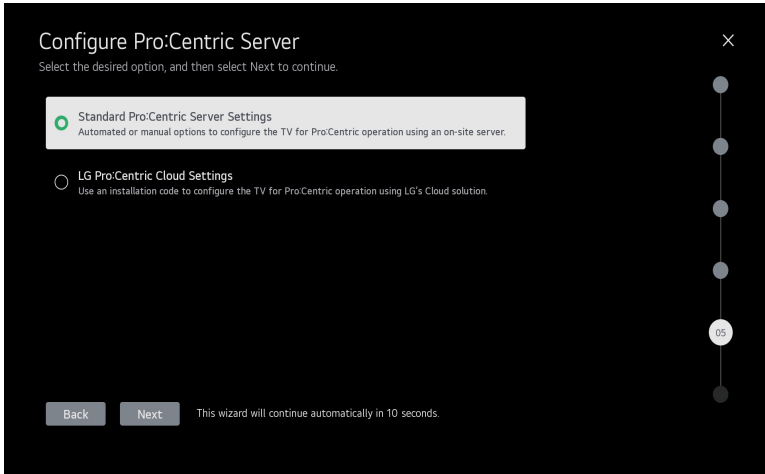 Configure Pro:Centric Server
Select the desired option, and then select Next to continue.
Standard Pro:Centric Server Settings
Automated or manual options to configure the TV for Pro:Centric operation using an on-site server.
LG Pro:Centric Cloud Settings
Use an installation code to configure the TV for Pro:Centric operation using LG's Cloud solution.
05
Back Next This wizard will continue automatically in 10 seconds.